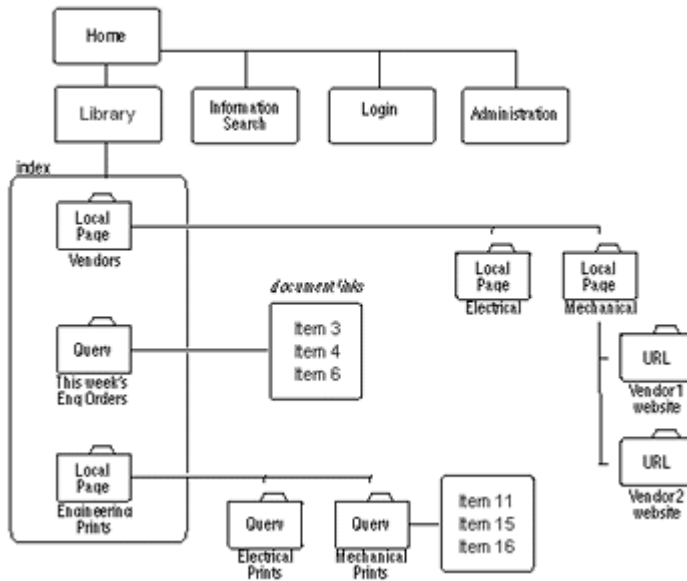 Home
Library
Information
Search
Login
Administration
index
Local
Page
Vendors
Local
Page
Electrical
Local
Page
Mechanical
document links
Item 3
Item 4
Item 6
Query
This week's
Eng Orders
URL
Vendor1
website
URL
Vendor2
website
Local
Page
Engineering
Prints
Query
Electrical
Prints
Query
Mechanical
Prints
Item 11
Item 15
Item 16